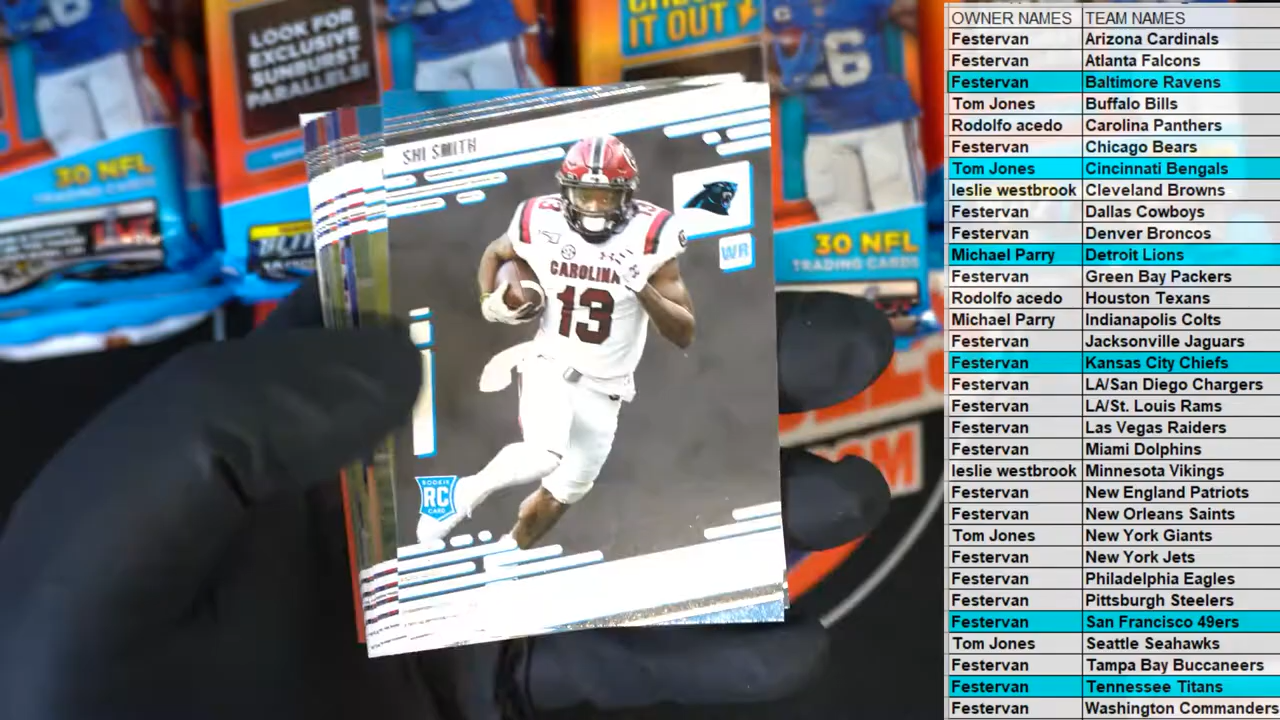 LOOK FOR
EXCLUSIVE
SUNBURST
PARALLELS!
IT OUT
30 NFL
30 NFL
TRADING CARDS
SHI SMITH
WR
CAROLINA
13
13
ROOKIE
RC
CARD
OWNER NAMES TEAM NAMES
Festervan Arizona Cardinals
Festervan Atlanta Falcons
Festervan Baltimore Ravens
Tom Jones Buffalo Bills
Rodolfo acedo Carolina Panthers
Festervan Chicago Bears
Tom Jones Cincinnati Bengals
leslie westbrook Cleveland Browns
Festervan Dallas Cowboys
Festervan Denver Broncos
Michael Parry Detroit Lions
Festervan Green Bay Packers
Rodolfo acedo Houston Texans
Michael Parry Indianapolis Colts
Festervan Jacksonville Jaguars
Festervan Kansas City Chiefs
Festervan LA/San Diego Chargers
Festervan LA/St. Louis Rams
Festervan Las Vegas Raiders
Festervan Miami Dolphins
leslie westbrook Minnesota Vikings
Festervan New England Patriots
Festervan New Orleans Saints
Tom Jones New York Giants
Festervan New York Jets
Festervan Philadelphia Eagles
Festervan Pittsburgh Steelers
Festervan San Francisco 49ers
Tom Jones Seattle Seahawks
Festervan Tampa Bay Buccaneers
Festervan Tennessee Titans
Festervan Washington Commanders